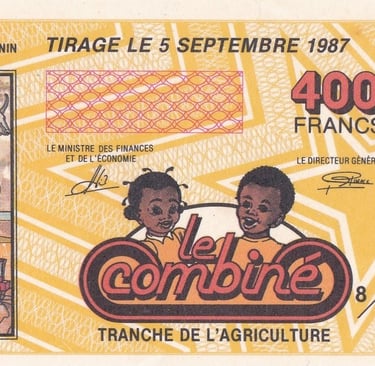 NIN
TIRAGE LE 5 SEPTEMBRE 1987
400
FRANCS
LE MINISTRE DES FINANCES
ET DE L'ÉCONOMIE
LE DIRECTEUR GÉNÉR
le
combiné
8/
TRANCHE DE L'AGRICULTURE